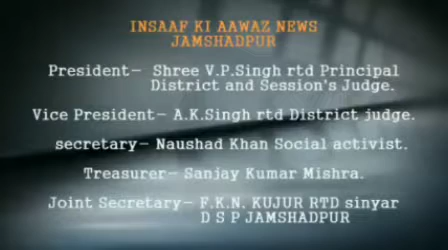 INSAAF KI AAWAZ NEWS
JAMSHADPUR
President- Shree V.P.Singh rtd Principal
District and Session's Judge.
Vice President- A.K.Singh rtd District judge.
secretary- Naushad Khan Social activist.
Treasurer- Sanjay Kumar Mishra.
Joint Secretary- F.K.N. KUJUR RTD sinyar
D S P JAMSHADPUR